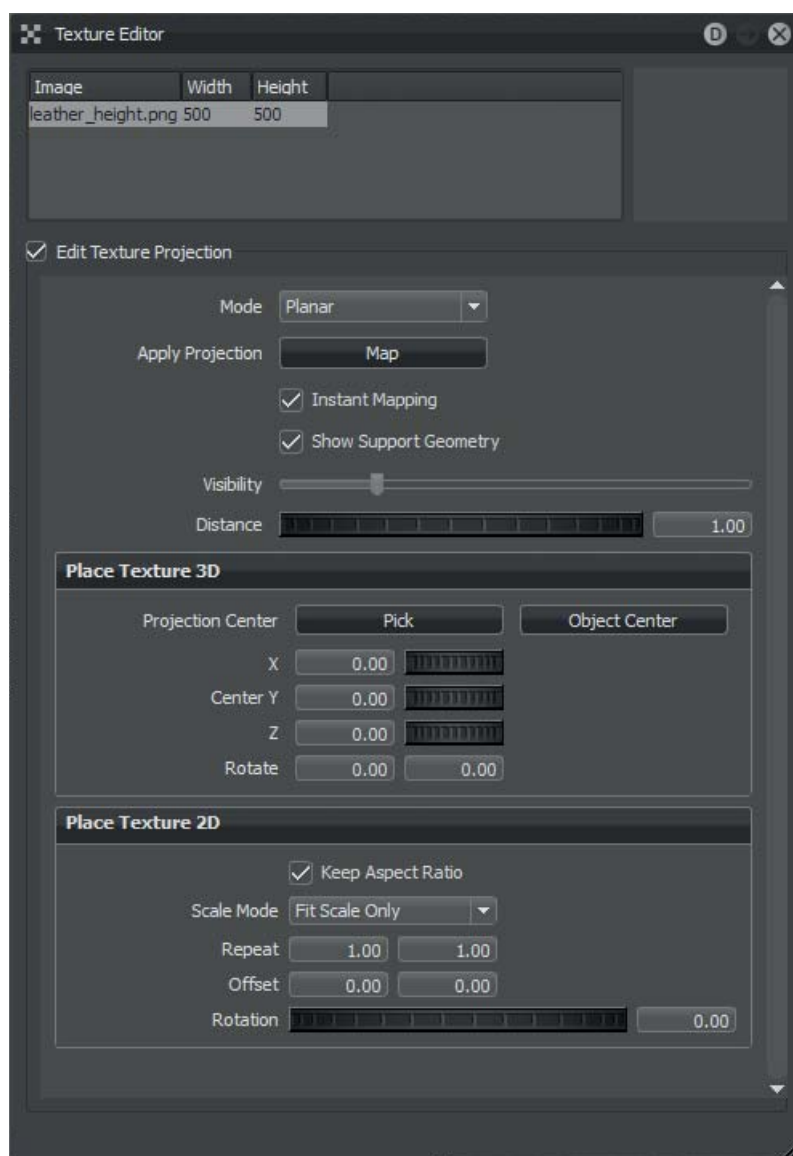 Texture Editor D
Image Width Height
leather_height.png 500 500
Edit Texture Projection
Mode Planar
Apply Projection Map
Instant Mapping
Show Support Geometry
Visibility
Distance 1.00
Place Texture 3D
Projection Center Pick Object Center
X 0.00
Center Y 0.00
Z 0.00
Rotate 0.00 0.00
Place Texture 2D
Keep Aspect Ratio
Scale Mode Fit Scale Only
Repeat 1.00 1.00
Offset 0.00 0.00
Rotation 0.00